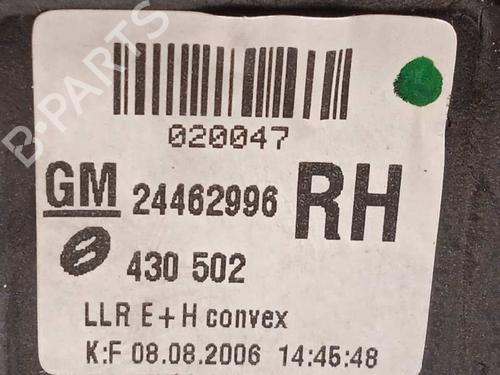 B-PARTS
020047
GM 24462996 RH
430 502
LLR E+H convex
K:F 08.08.2006 14:45:48